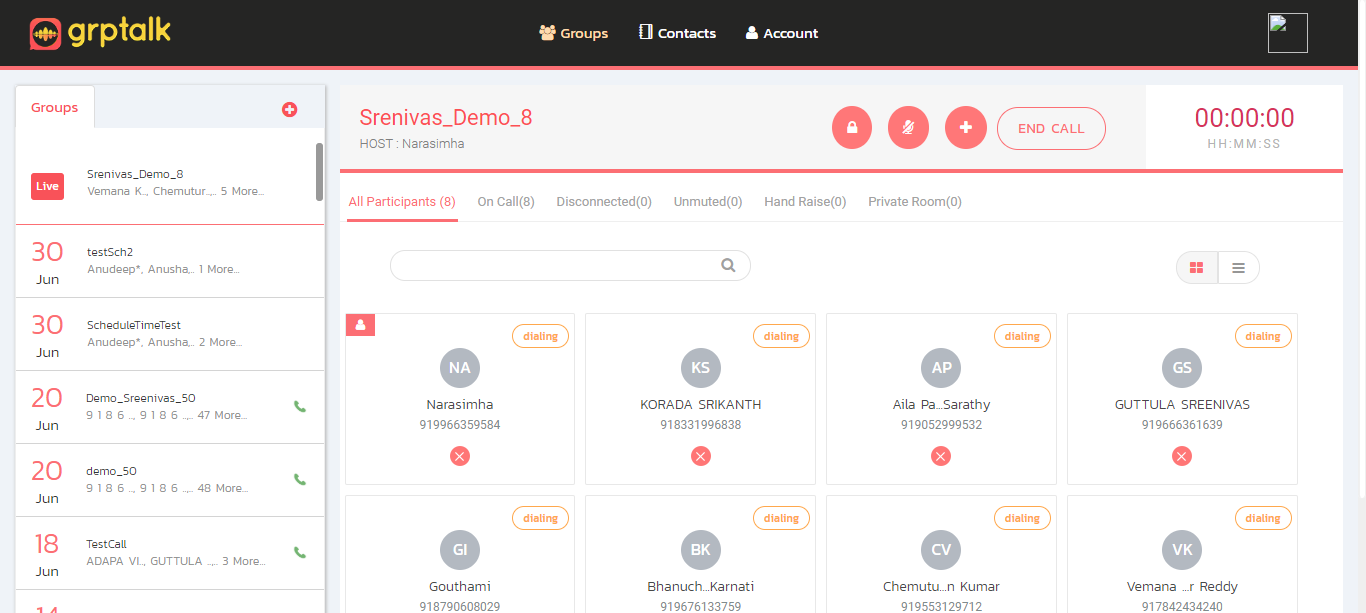 grptalk
Groups
Contacts
Account
Groups
Live
Srenivas_Demo_8
Vemana K.., Chemutur..,.. 5 More...
30
Jun
testSch2
Anudeep*, Anusha,.. 1 More...
30
Jun
ScheduleTimeTest
Anudeep*, Anusha,.. 2 More...
20
Jun
Demo_Sreenivas_50
9 1 8 6 .., 9 1 8 6 ..,.. 47 More...
20
Jun
demo_50
9 1 8 6 .., 9 1 8 6 ..,.. 48 More...
18
Jun
TestCall
ADAPA VI.., GUTTULA ..,.. 3 More...
Srenivas_Demo_8
HOST : Narasimha
END CALL
00:00:00
HH:MM:SS
All Participants (8)
On Call(8)
Disconnected(0)
Unmuted(0)
Hand Raise(0)
Private Room(0)
dialing
NA
Narasimha
919966359584
dialing
KS
KORADA SRIKANTH
918331996838
dialing
AP
Aila Pa...Sarathy
919052999532
dialing
GS
GUTTULA SREENIVAS
919666361639
dialing
GI
Gouthami
918790608029
dialing
BK
Bhanuch...Karnati
919676133759
dialing
CV
Chemutu...n Kumar
919553129712
dialing
VK
Vemana ...r Reddy
917842434240